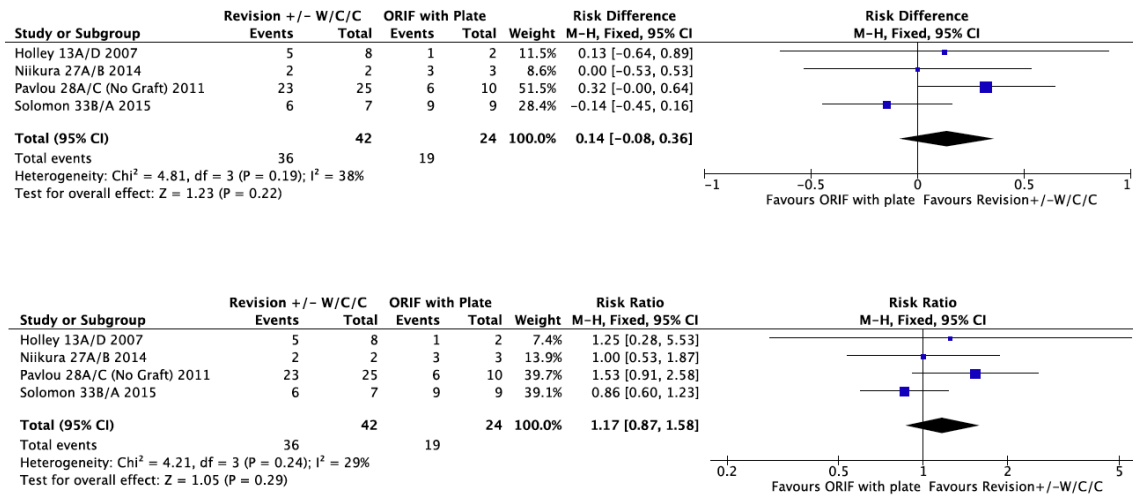 Revision +/- W/C/C ORIF with Plate Risk Difference Risk Difference
Study or Subgroup Events Total Events Total Weight M-H, Fixed, 95% CI M-H, Fixed, 95% CI
Holley 13A/D 2007 5 8 1 2 11.5% 0.13 [-0.64, 0.89]
Niikura 27A/B 2014 2 2 3 3 8.6% 0.00 [-0.53, 0.53]
Pavlou 28A/C (No Graft) 2011 23 25 6 10 51.5% 0.32 [-0.00, 0.64]
Solomon 33B/A 2015 6 7 9 9 28.4% -0.14 [-0.45, 0.16]
Total (95% CI) 42 24 100.0% 0.14 [-0.08, 0.36]
Total events 36 19
Heterogeneity: Chi² = 4.81, df = 3 (P = 0.19); I² = 38%
Test for overall effect: Z = 1.23 (P = 0.22)
-1 -0.5 0 0.5 1
Favours ORIF with plate Favours Revision+/-W/C/C
Revision +/- W/C/C ORIF with Plate Risk Ratio Risk Ratio
Study or Subgroup Events Total Events Total Weight M-H, Fixed, 95% CI M-H, Fixed, 95% CI
Holley 13A/D 2007 5 8 1 2 7.4% 1.25 [0.28, 5.53]
Niikura 27A/B 2014 2 2 3 3 13.9% 1.00 [0.53, 1.87]
Pavlou 28A/C (No Graft) 2011 23 25 6 10 39.7% 1.53 [0.91, 2.58]
Solomon 33B/A 2015 6 7 9 9 39.1% 0.86 [0.60, 1.23]
Total (95% CI) 42 24 100.0% 1.17 [0.87, 1.58]
Total events 36 19
Heterogeneity: Chi² = 4.21, df = 3 (P = 0.24); I² = 29%
Test for overall effect: Z = 1.05 (P = 0.29)
0.2 0.5 1 2 5
Favours ORIF with plate Favours Revision+/-W/C/C